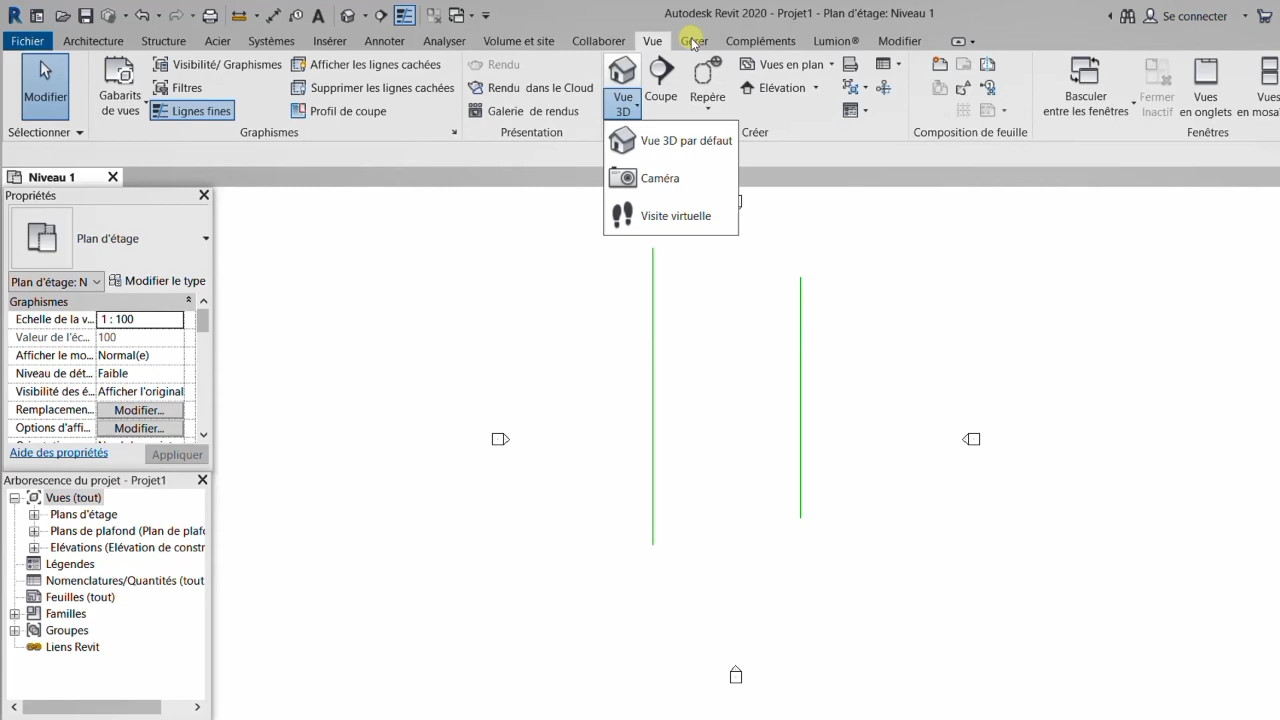 Autodesk Revit 2020 - Projet1 - Plan d'étage: Niveau 1
Se connecter
Fichier Architecture Structure Acier Systèmes Insérer Annoter Analyser Volume et site Collaborer Vue Gérer Compléments Lumion® Modifier
Modifier
Sélectionner
Gabarits de vues
Visibilité/ Graphismes
Filtres
Lignes fines
Afficher les lignes cachées
Supprimer les lignes cachées
Profil de coupe
Graphismes
Rendu
Rendu dans le Cloud
Galerie de rendus
Présentation
Vue 3D
Coupe
Repère
Vues en plan
Élévation
Créer
Composition de feuille
Basculer entre les fenêtres
Fermer Inactif
Vues en onglets
Vues en mosa
Fenêtres
Vue 3D par défaut
Caméra
Visite virtuelle
Niveau 1
Propriétés
Plan d'étage
Plan d'étage: N
Modifier le type
Graphismes
Echelle de la v... 1 : 100
Valeur de l'éc... 100
Afficher le mo... Normal(e)
Niveau de dét... Faible
Visibilité des é... Afficher l'original
Remplacemen... Modifier...
Options d'affi... Modifier...
Aide des propriétés
Appliquer
Arborescence du projet - Projet1
Vues (tout)
Plans d'étage
Plans de plafond (Plan de plafo
Elévations (Elévation de constr
Légendes
Nomenclatures/Quantités (tout
Feuilles (tout)
Familles
Groupes
Liens Revit